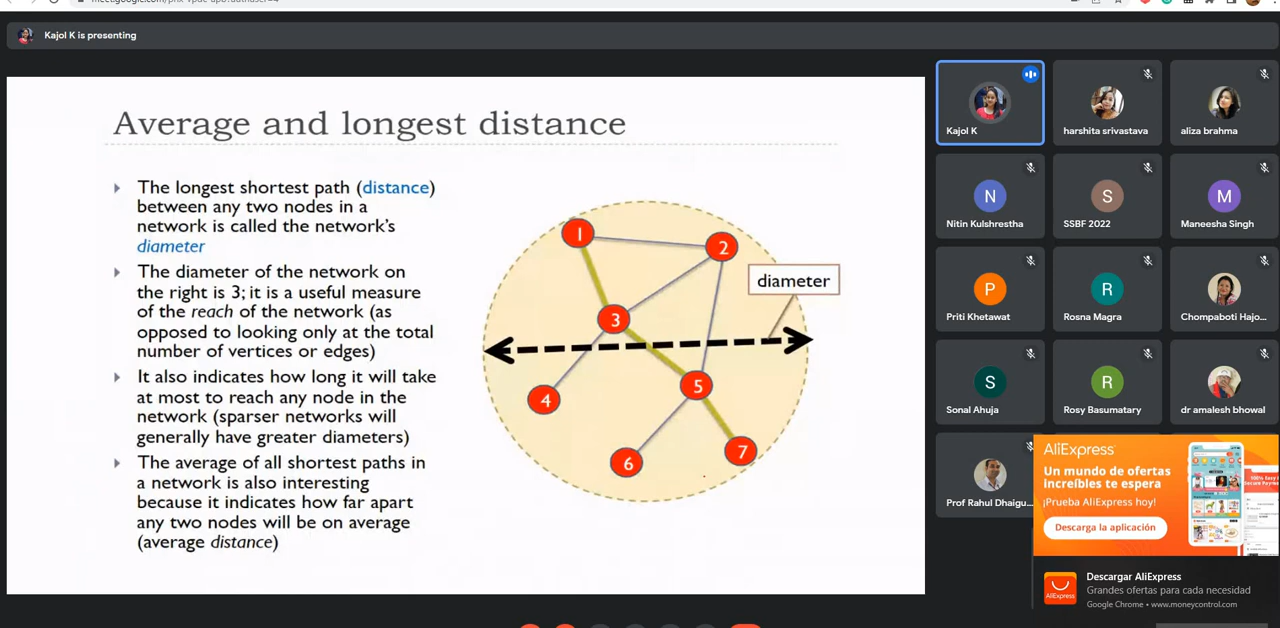 Kajol K is presenting
Average and longest distance
The longest shortest path (distance)
between any two nodes in a
network is called the network's
diameter
The diameter of the network on
the right is 3; it is a useful measure
of the reach of the network (as
opposed to looking only at the total
number of vertices or edges)
It also indicates how long it will take
at most to reach any node in the
network (sparser networks will
generally have greater diameters)
The average of all shortest paths in
a network is also interesting
because it indicates how far apart
any two nodes will be on average
(average distance)
1
2
diameter
3
5
4
6
7
Kajol K
harshita srivastava
aliza brahma
N
Nitin Kulshrestha
S
SSBF 2022
M
Maneesha Singh
P
Priti Khetawat
R
Rosna Magra
Chompaboti Hajo...
S
Sonal Ahuja
R
Rosy Basumatary
dr amalesh bhowal
Prof Rahul Dhaigu...
AliExpress
Un mundo de ofertas
increíbles te espera
¡Prueba AliExpress hoy!
Descarga la aplicación
AliExpress
Descargar AliExpress
Grandes ofertas para cada necesidad
Google Chrome • www.moneycontrol.com